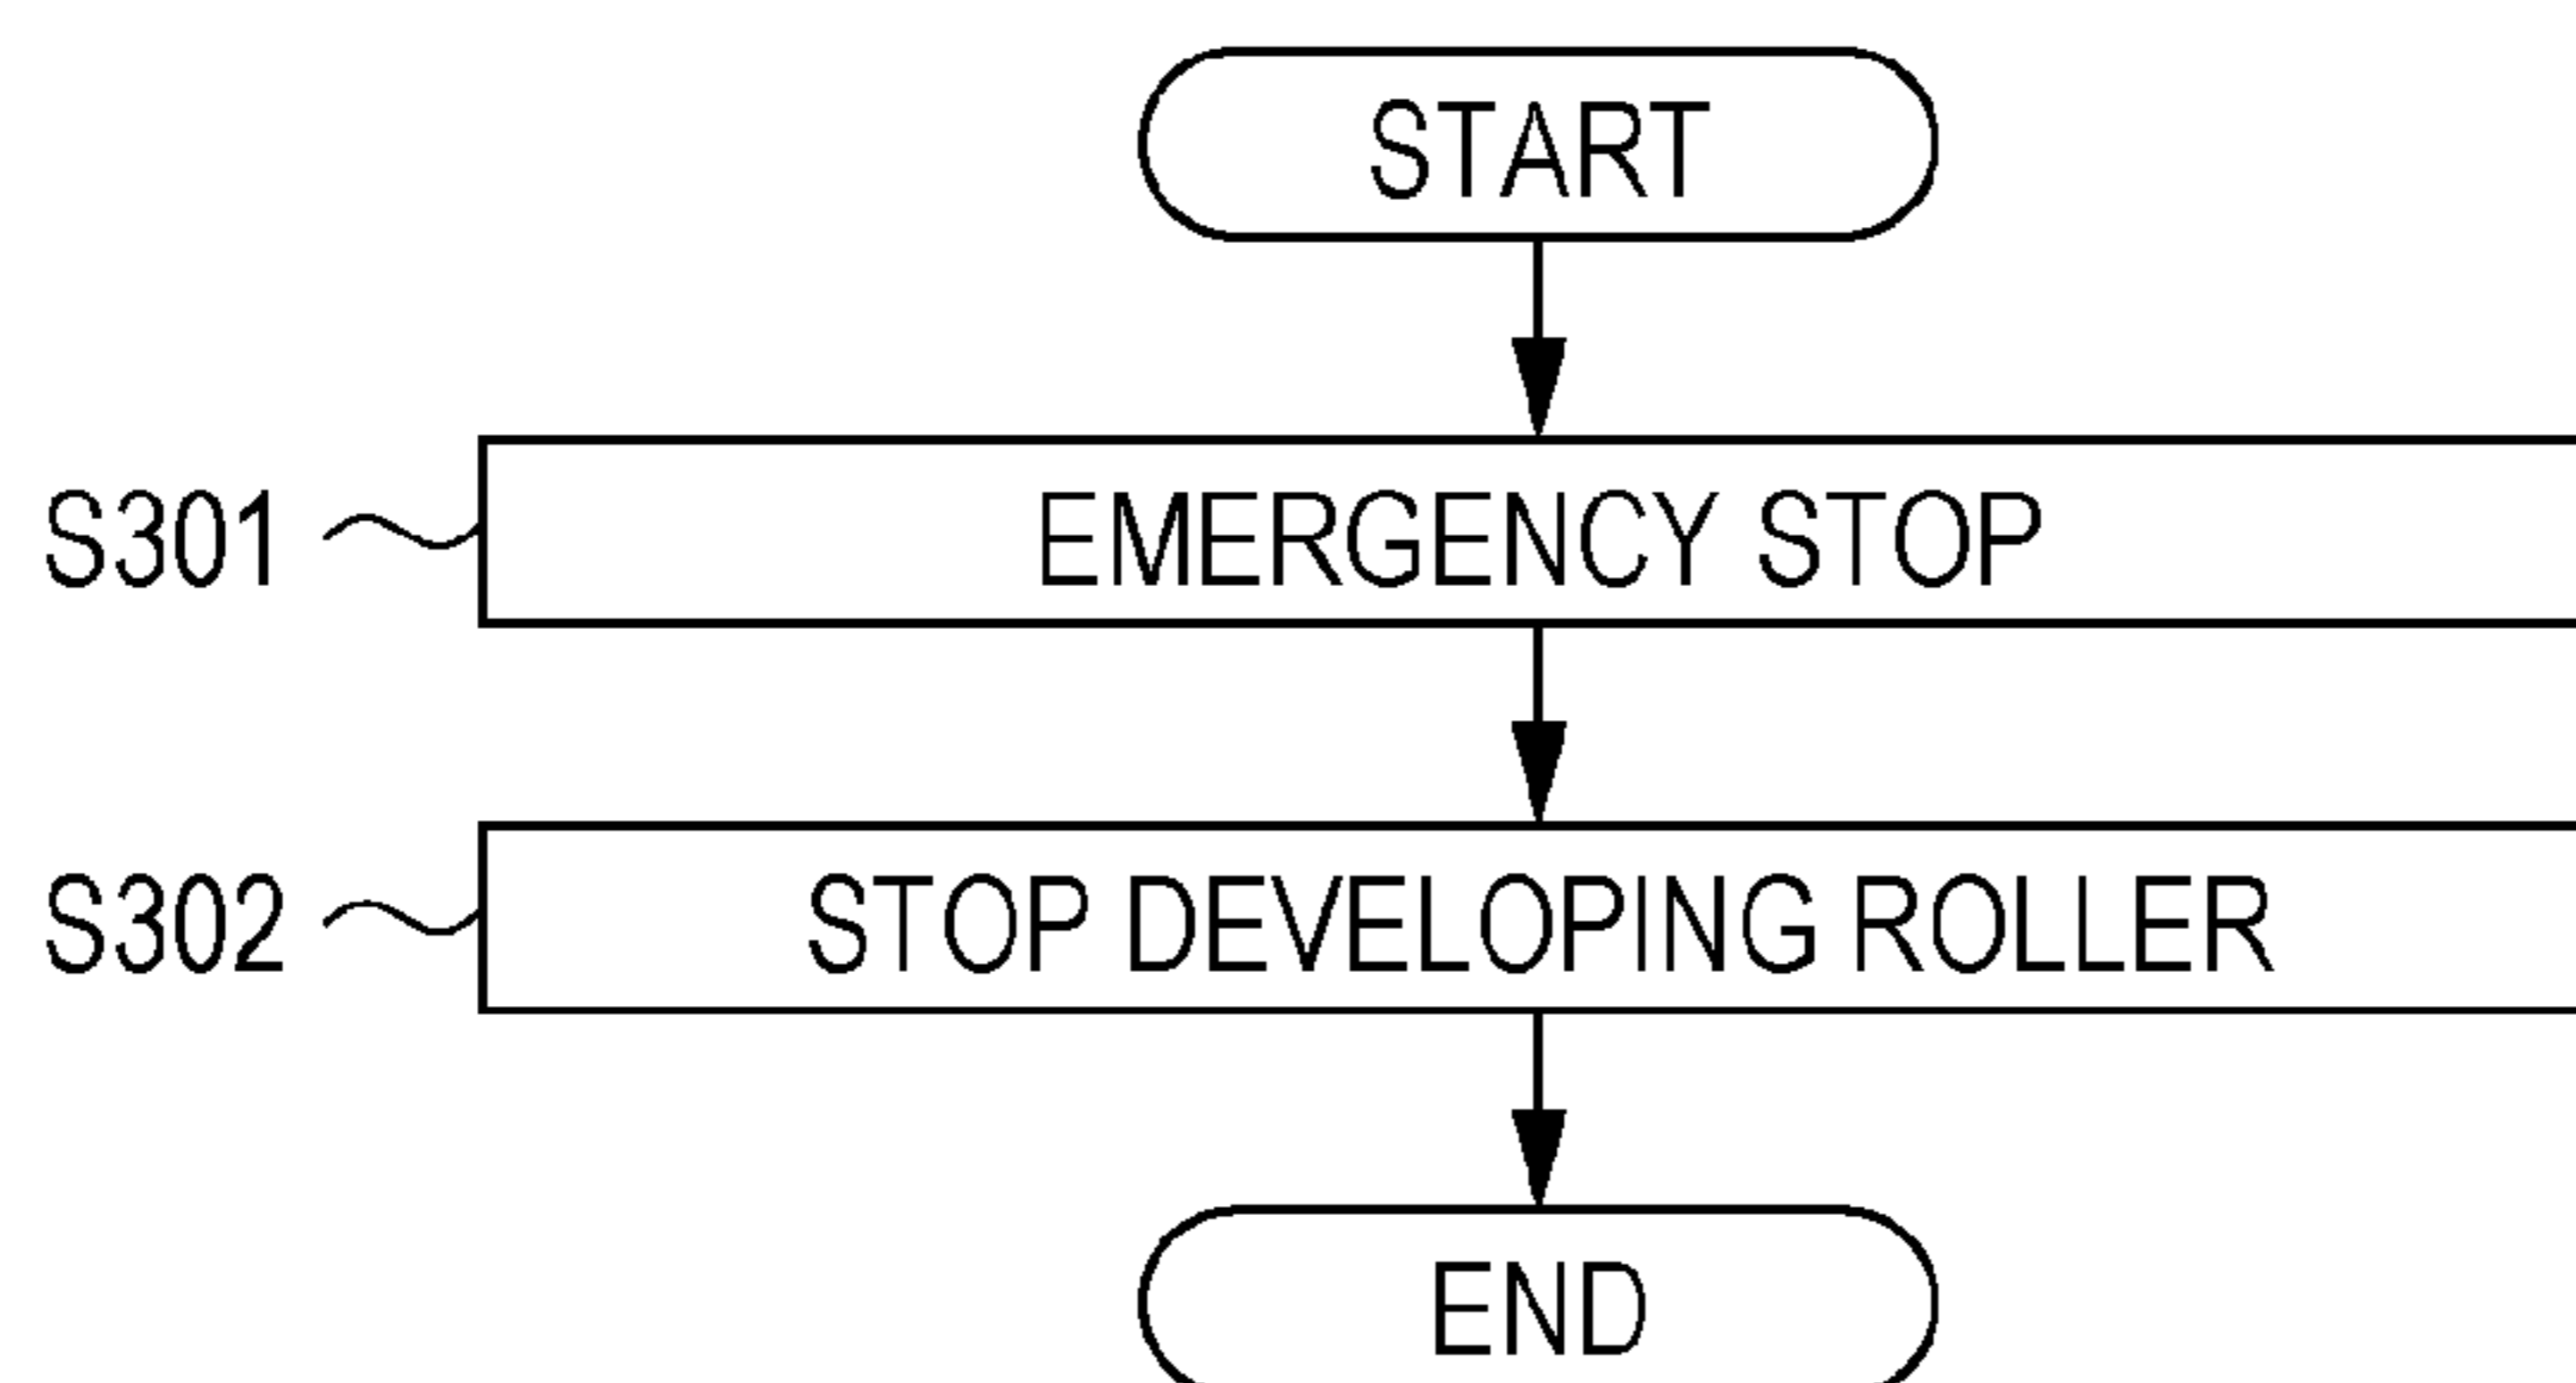 START
S301 EMERGENCY STOP
S302 STOP DEVELOPING ROLLER
END